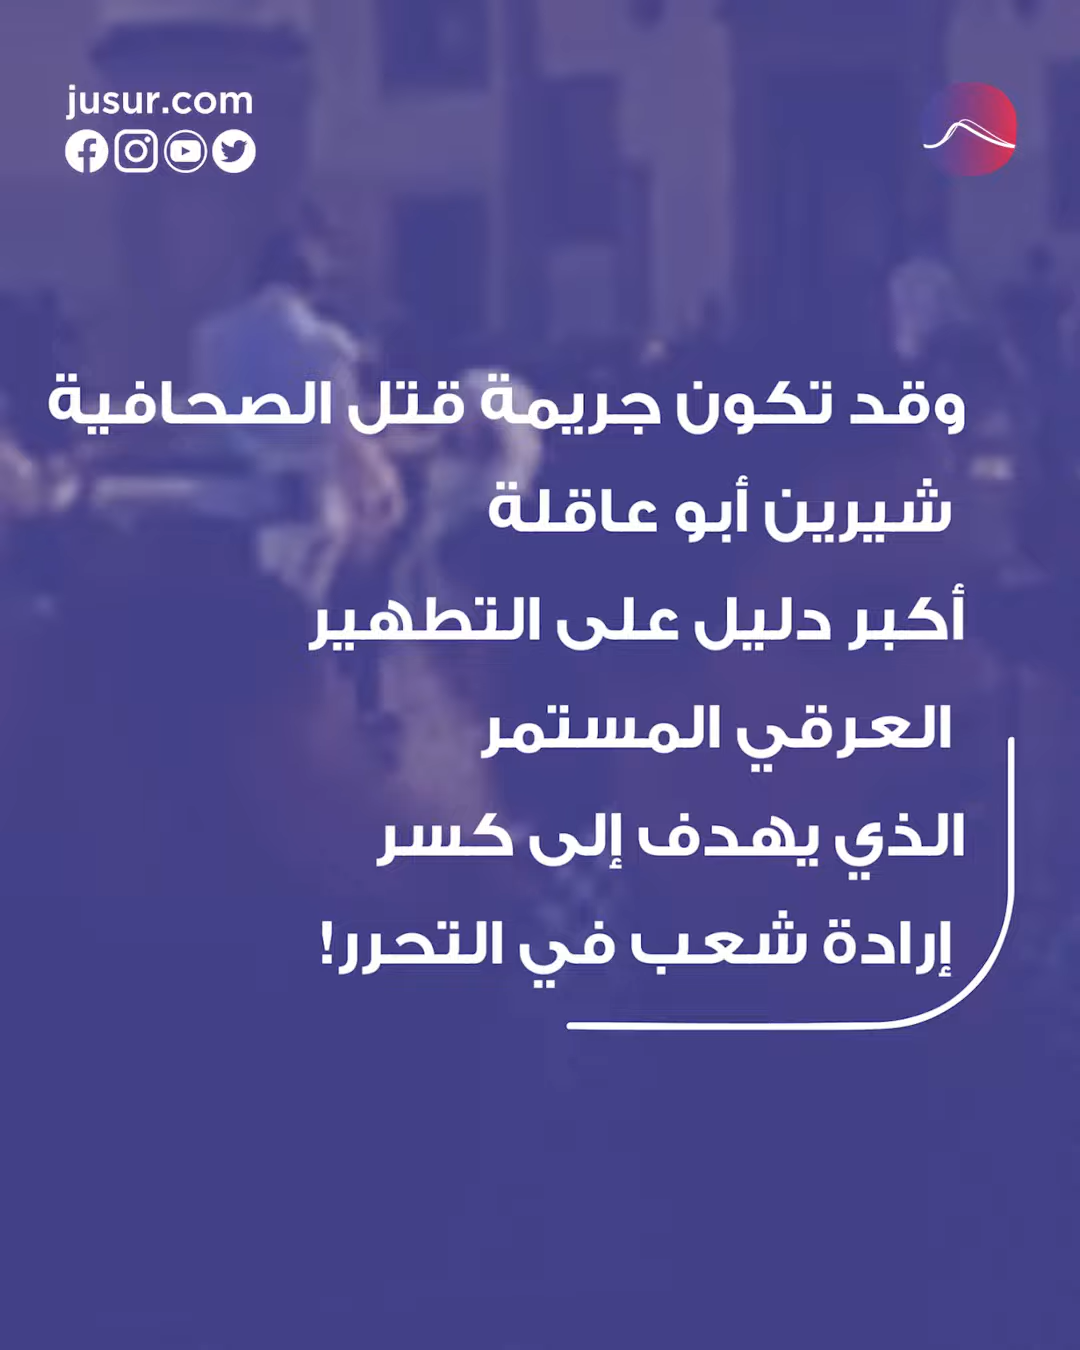 jusur.com
وقد تكون جريمة قتل الصحافية
شيرين أبو عاقلة
أكبر دليل على التطهير
العرقي المستمر
الذي يهدف إلى كسر
إرادة شعب في التحرر!